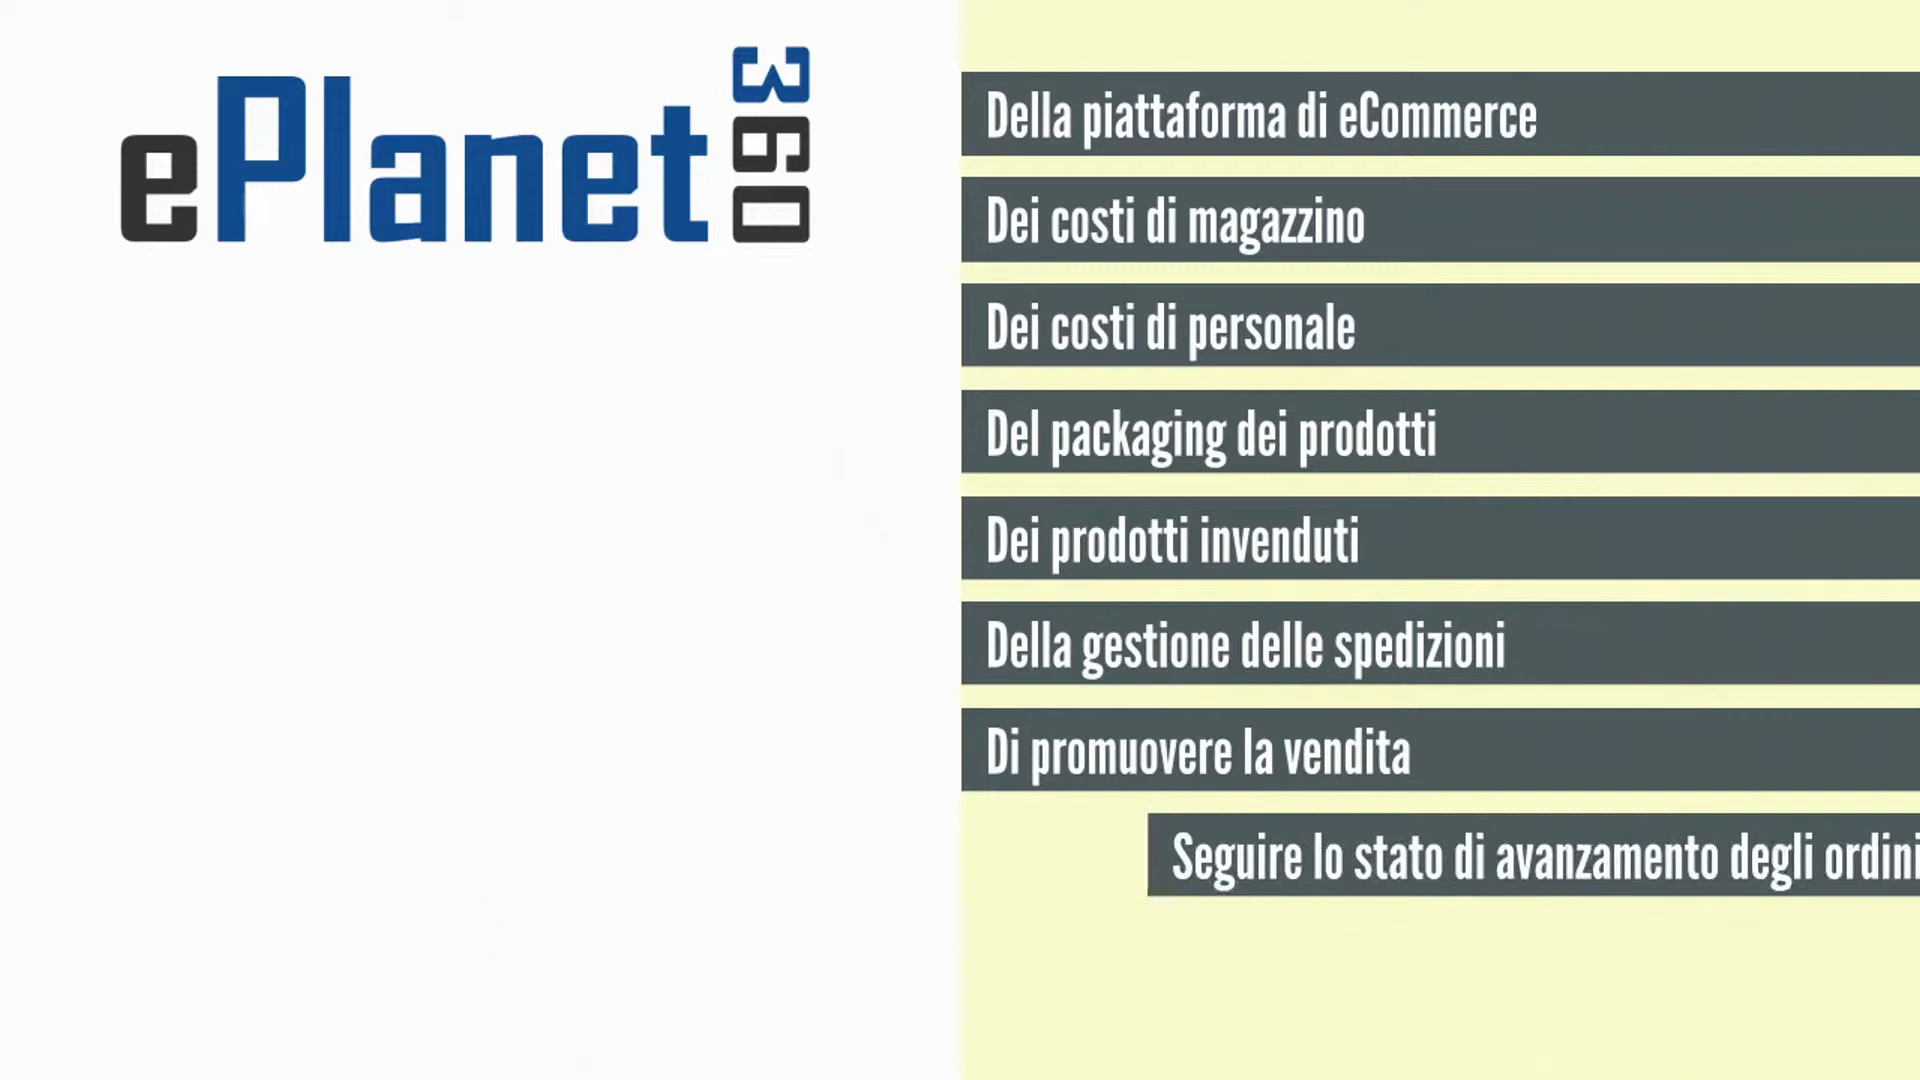 ePlanet 360
Della piattaforma di eCommerce
Dei costi di magazzino
Dei costi di personale
Del packaging dei prodotti
Dei prodotti invenduti
Della gestione delle spedizioni
Di promuovere la vendita
Seguire lo stato di avanzamento degli ordini